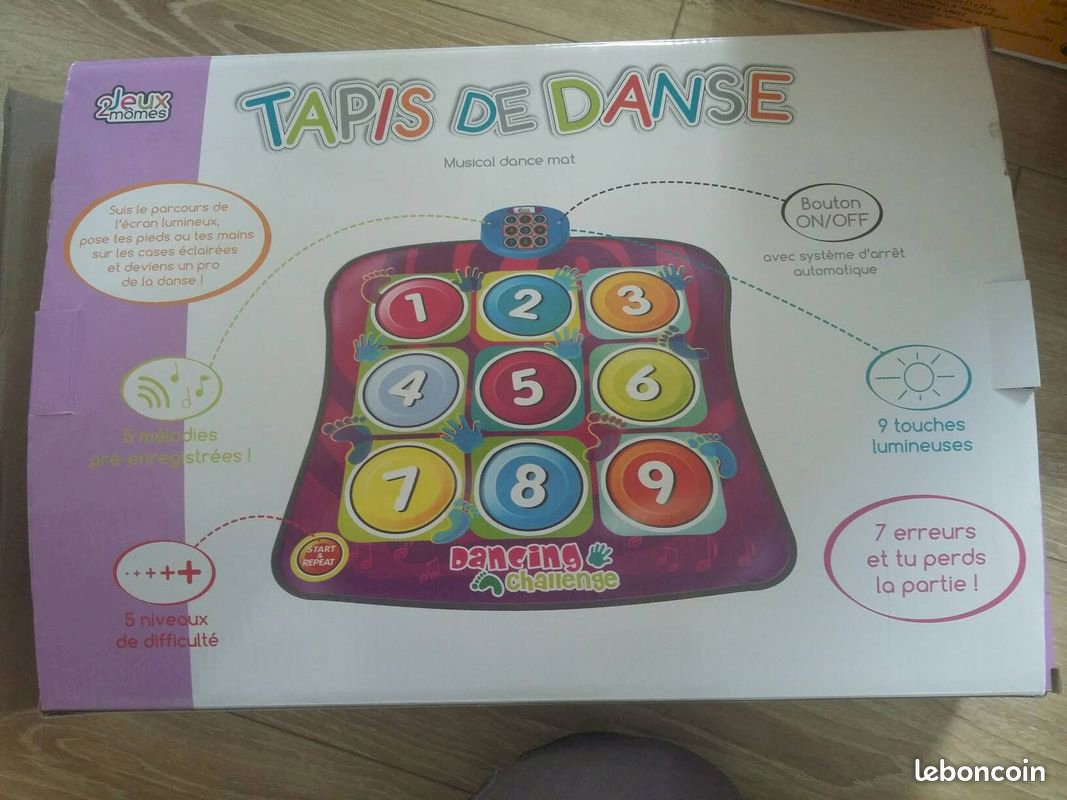 2Jeux
mômes
TAPIS DE DANSE
Musical dance mat
Suis le parcours de
l'écran lumineux,
pose tes pieds ou tes mains
sur les cases éclairées
et deviens un pro
de la danse !
Bouton
ON/OFF
avec système d'arrêt
automatique
1 2 3
4 5 6
7 8 9
5 mélodies
pré-enregistrées !
9 touches
lumineuses
START
&
REPEAT
Dancing
Challenge
5 niveaux
de difficulté
7 erreurs
et tu perds
la partie !
leboncoin